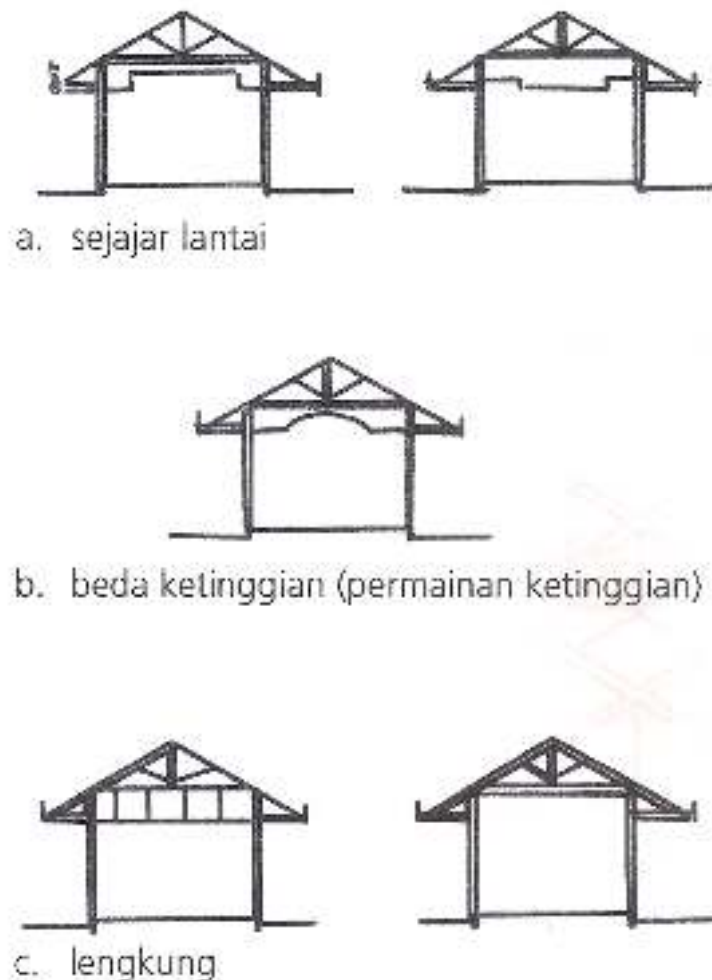 a. sejajar lantai
b. beda ketinggian (permainan ketinggian)
c. lengkung